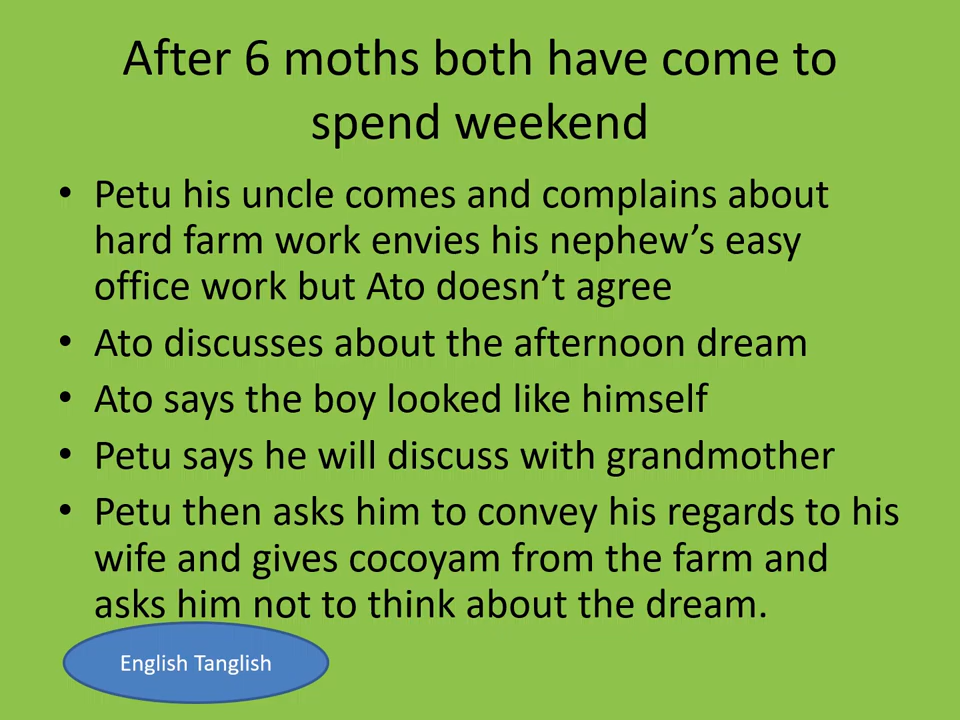 After 6 moths both have come to
spend weekend
• Petu his uncle comes and complains about
hard farm work envies his nephew’s easy
office work but Ato doesn’t agree
• Ato discusses about the afternoon dream
• Ato says the boy looked like himself
• Petu says he will discuss with grandmother
• Petu then asks him to convey his regards to his
wife and gives cocoyam from the farm and
asks him not to think about the dream.
English Tanglish